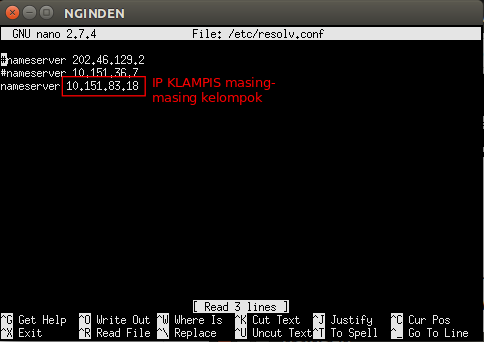 NGINDEN
GNU nano 2.7.4 File: /etc/resolv.conf
#nameserver 202.46.129.2
#nameserver 10.151.36.7
nameserver 10.151.83.18
IP KLAMPIS masing-
masing kelompok
[ Read 3 lines ]
^G Get Help ^O Write Out ^W Where Is ^K Cut Text ^J Justify ^C Cur Pos
^X Exit ^R Read File ^\ Replace ^U Uncut Text ^T To Spell ^_ Go To Line